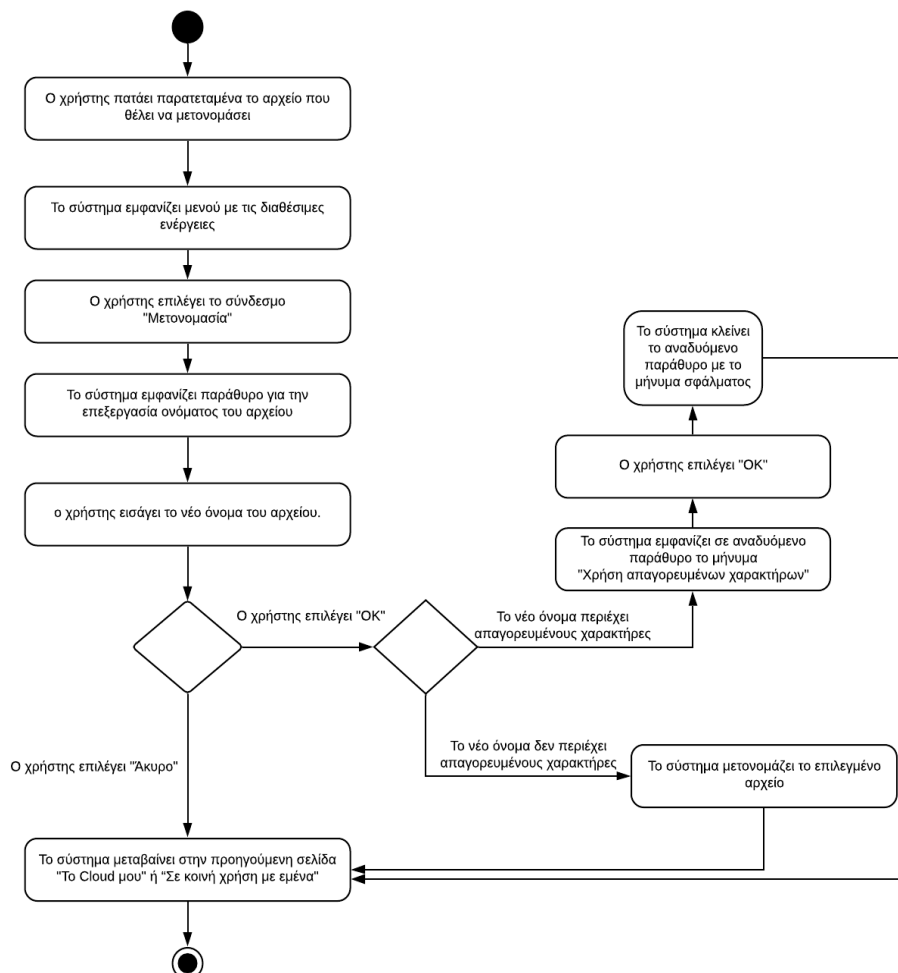 Ο χρήστης πατάει παρατεταμένα το αρχείο που
θέλει να μετονομάσει
Το σύστημα εμφανίζει μενού με τις διαθέσιμες
ενέργειες
Ο χρήστης επιλέγει το σύνδεσμο
"Μετονομασία"
Το σύστημα εμφανίζει παράθυρο για την
επεξεργασία ονόματος του αρχείου
ο χρήστης εισάγει το νέο όνομα του αρχείου.
Ο χρήστης επιλέγει "ΟΚ"
Το νέο όνομα περιέχει
απαγορευμένους χαρακτήρες
Το σύστημα εμφανίζει σε αναδυόμενο
παράθυρο το μήνυμα
"Χρήση απαγορευμένων χαρακτήρων"
Ο χρήστης επιλέγει "ΟΚ"
Το σύστημα κλείνει
το αναδυόμενο
παράθυρο με το
μήνυμα σφάλματος
Το νέο όνομα δεν περιέχει
απαγορευμένους χαρακτήρες
Το σύστημα μετονομάζει το επιλεγμένο
αρχείο
Ο χρήστης επιλέγει "Άκυρο"
Το σύστημα μεταβαίνει στην προηγούμενη σελίδα
"Το Cloud μου" ή “Σε κοινή χρήση με εμένα"